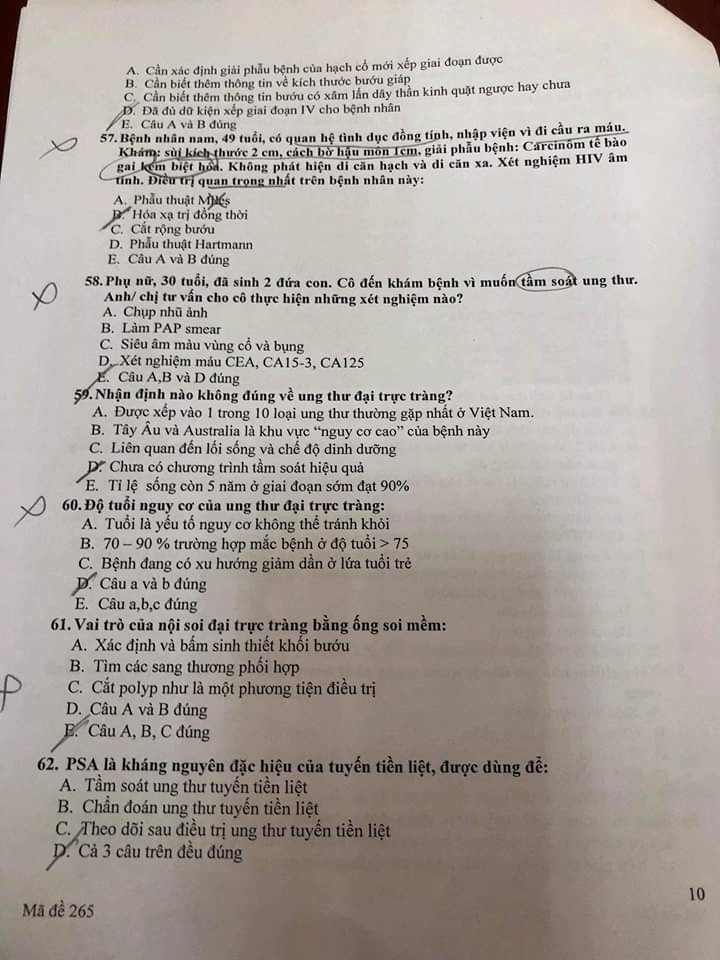 A. Cần xác định giải phẫu bệnh của hạch cổ mới xếp giai đoạn được
B. Cần biết thêm thông tin về kích thước bướu giáp
C. Cần biết thêm thông tin bướu có xâm lấn dây thần kinh quặt ngược hay chưa
D. Đã đủ dữ kiện xếp giai đoạn IV cho bệnh nhân
E. Câu A và B đúng
57. Bệnh nhân nam, 49 tuổi, có quan hệ tình dục đồng tính, nhập viện vì đi cầu ra máu.
Khám: sùi kích thước 2 cm, cách bờ hậu môn 1cm, giải phẫu bệnh: Carcinôm tế bào
gai kém biệt hóa. Không phát hiện di căn hạch và di căn xa. Xét nghiệm HIV âm
tính. Điều trị quan trọng nhất trên bệnh nhân này:
A. Phẫu thuật Miles
B. Hóa xạ trị đồng thời
C. Cắt rộng bướu
D. Phẫu thuật Hartmann
E. Câu A và B đúng
58. Phụ nữ, 30 tuổi, đã sinh 2 đứa con. Cô đến khám bệnh vì muốn tầm soát ung thư.
Anh/ chị tư vấn cho cô thực hiện những xét nghiệm nào?
A. Chụp nhũ ảnh
B. Làm PAP smear
C. Siêu âm màu vùng cổ và bụng
D. Xét nghiệm máu CEA, CA15-3, CA125
E. Câu A,B và D đúng
59. Nhận định nào không đúng về ung thư đại trực tràng?
A. Được xếp vào 1 trong 10 loại ung thư thường gặp nhất ở Việt Nam.
B. Tây Âu và Australia là khu vực “nguy cơ cao” của bệnh này
C. Liên quan đến lối sống và chế độ dinh dưỡng
D. Chưa có chương trình tầm soát hiệu quả
E. Tỉ lệ sống còn 5 năm ở giai đoạn sớm đạt 90%
60. Độ tuổi nguy cơ của ung thư đại trực tràng:
A. Tuổi là yếu tố nguy cơ không thể tránh khỏi
B. 70 – 90 % trường hợp mắc bệnh ở độ tuổi > 75
C. Bệnh đang có xu hướng giảm dần ở lứa tuổi trẻ
D. Câu a và b đúng
E. Câu a,b,c đúng
61. Vai trò của nội soi đại trực tràng bằng ống soi mềm:
A. Xác định và bấm sinh thiết khối bướu
B. Tìm các sang thương phối hợp
C. Cắt polyp như là một phương tiện điều trị
D. Câu A và B đúng
E. Câu A, B, C đúng
62. PSA là kháng nguyên đặc hiệu của tuyến tiền liệt, được dùng để:
A. Tầm soát ung thư tuyến tiền liệt
B. Chẩn đoán ung thư tuyến tiền liệt
C. Theo dõi sau điều trị ung thư tuyến tiền liệt
D. Cả 3 câu trên đều đúng
10
Mã đề 265